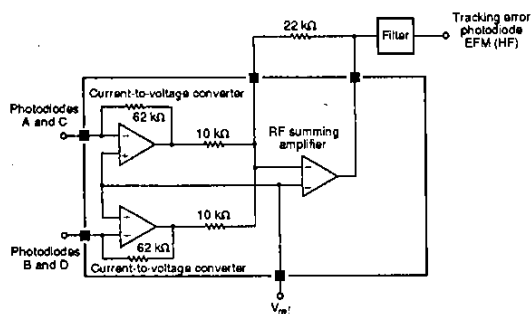 22 kΩ
Filter
Tracking error
photodiode
EFM (HF)
Current-to-voltage converter
Photodiodes
A and C
62 kΩ
10 kΩ
RF summing
amplifier
10 kΩ
Photodiodes
B and D
62 kΩ
Current-to-voltage converter
Vref